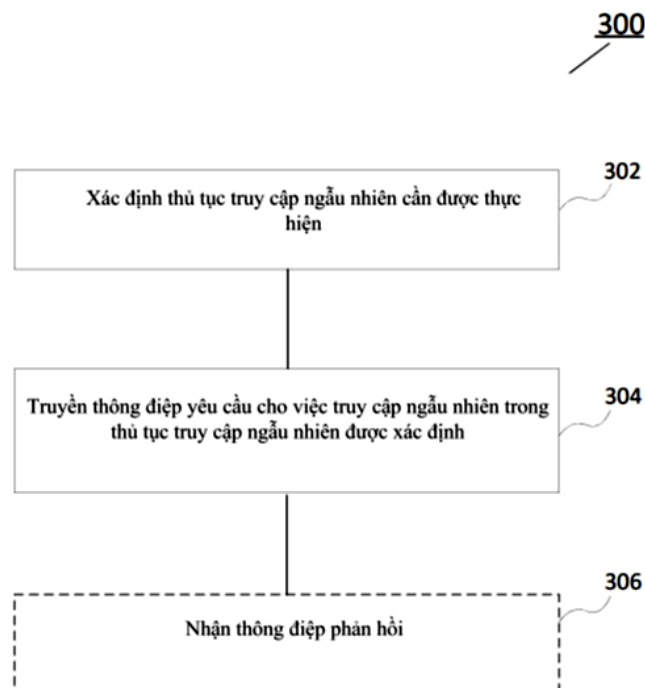 300
302
Xác định thủ tục truy cập ngẫu nhiên cần được thực
hiện
304
Truyền thông điệp yêu cầu cho việc truy cập ngẫu nhiên trong
thủ tục truy cập ngẫu nhiên được xác định
306
Nhận thông điệp phản hồi